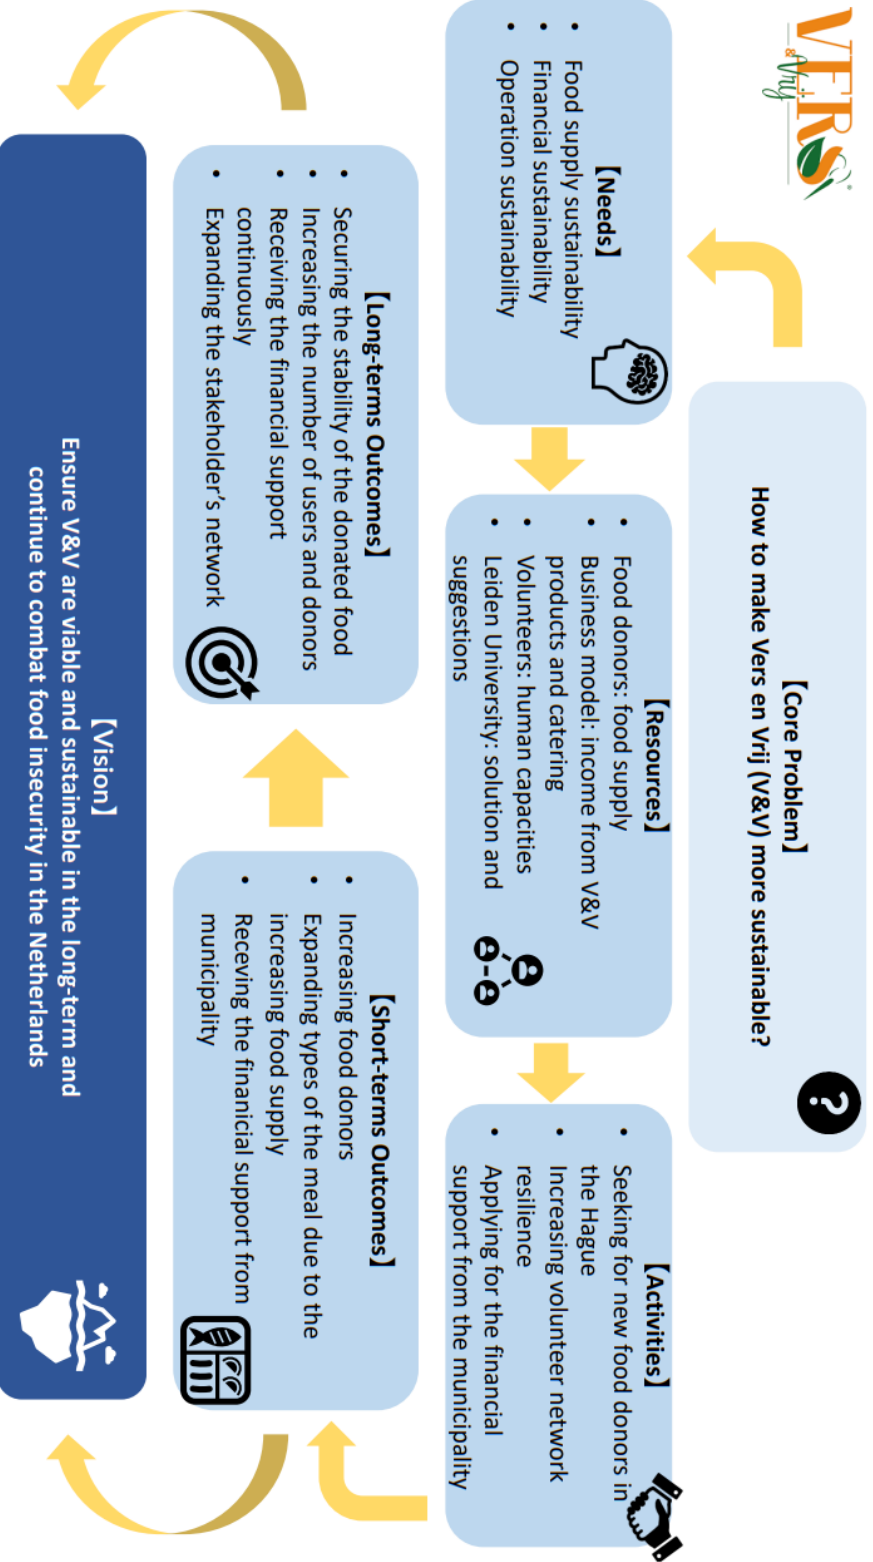 VERS
& Vrij
【Core Problem】
How to make Vers en Vrij (V&V) more sustainable?
?
【Needs】
• Food supply sustainability
• Financial sustainability
• Operation sustainability
【Resources】
• Food donors: food supply
• Business model: income from V&V
products and catering
• Volunteers: human capacities
• Leiden University: solution and
suggestions
【Activities】
• Seeking for new food donors in
the Hague
• Increasing volunteer network
resilience
• Applying for the financial
support from the municipality
【Long-terms Outcomes】
• Securing the stability of the donated food
• Increasing the number of users and donors
• Receiving the financial support
continuously
• Expanding the stakeholder’s network
【Short-terms Outcomes】
• Increasing food donors
• Expanding types of the meal due to the
increasing food supply
• Receving the finanicial support from
municipality
【Vision】
Ensure V&V are viable and sustainable in the long-term and
continue to combat food insecurity in the Netherlands